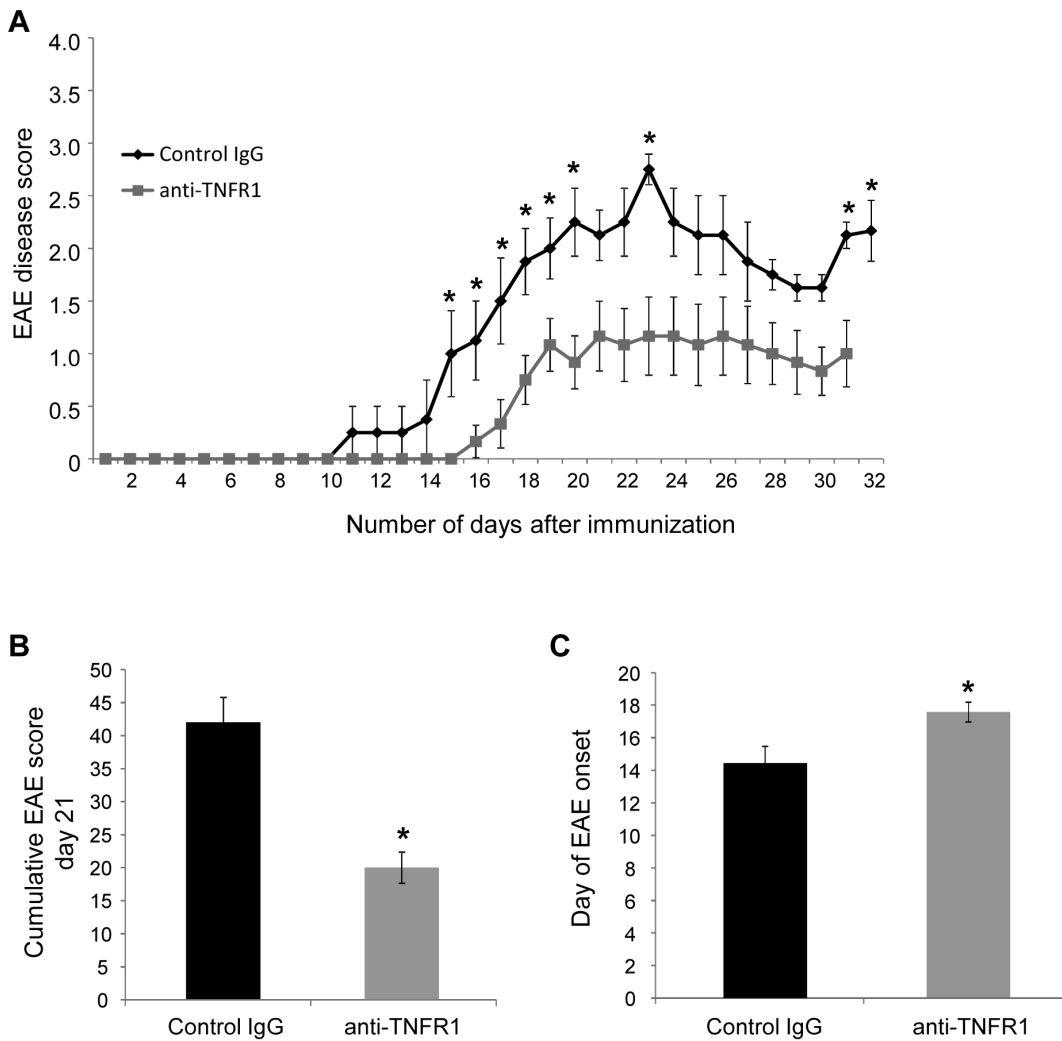 A
4.0
3.5
3.0
2.5
2.0
1.5
1.0
0.5
0
EAE disease score
Control IgG
anti-TNFR1
* * * * * * * * *
2 4 6 8 10 12 14 16 18 20 22 24 26 28 30 32
Number of days after immunization
B
50
45
40
35
30
25
20
15
10
5
0
Cumulative EAE score
day 21
*
Control IgG anti-TNFR1
C
20
18
16
14
12
10
8
6
4
2
0
Day of EAE onset
*
Control IgG anti-TNFR1